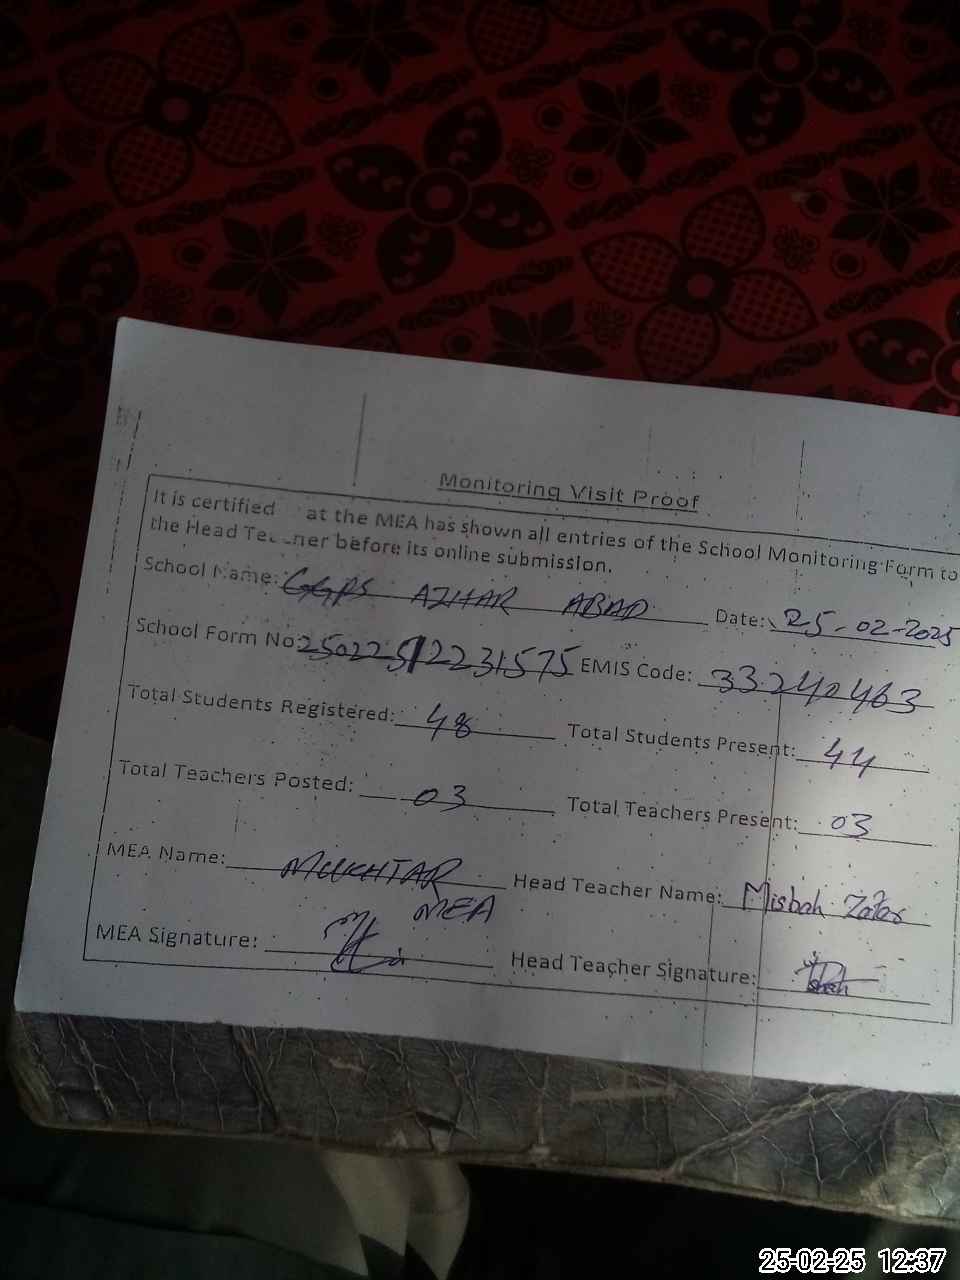 Monitoring Visit Proof
It is certified at the MEA has shown all entries of the School Monitoring Form to
the Head Teacher before its online submission.
School Name: GGPS AZHAR ABAD Date: 25-02-2025
School Form No: 25022512231575 EMIS Code: 33240463
Total Students Registered: 48 Total Students Present: 44
Total Teachers Posted: 03 Total Teachers Present: 03
MEA Name: MUKHTAR Head Teacher Name: Misbah Zafar
MEA
MEA Signature: Head Teacher Signature:
25-02-25 12:37